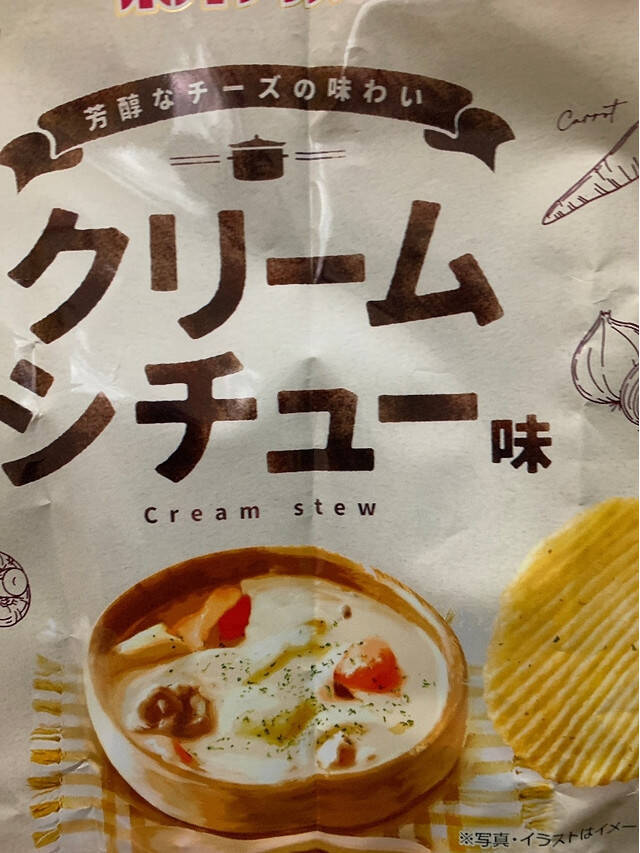 芳醇なチーズの味わい
Carrot
クリーム
シチュー味
Cream stew
※写真・イラストはイメー